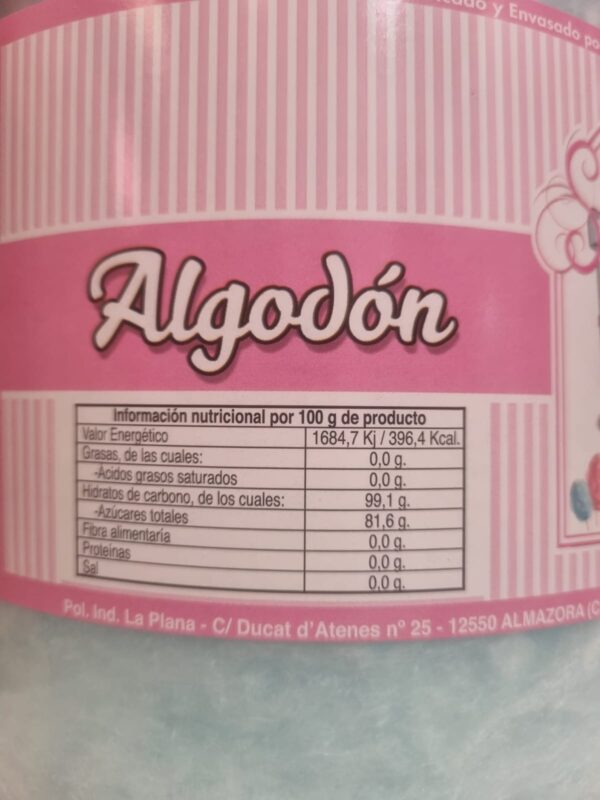 y Envasado
Algodón
Información nutricional por 100 g de producto
Valor Energético 1684,7 Kj / 396,4 Kcal.
Grasas, de las cuales: 0,0 g.
-Acidos grasos saturados 0,0 g.
Hidratos de carbono, de los cuales: 99,1 g.
-Azúcares totales 81,6 g.
Fibra alimentaria 0,0 g.
Proteinas 0,0 g.
Sal 0,0 g.
Pol. Ind. La Plana - C/ Ducat d'Atenes nº 25 - 12550 ALMAZORA (C